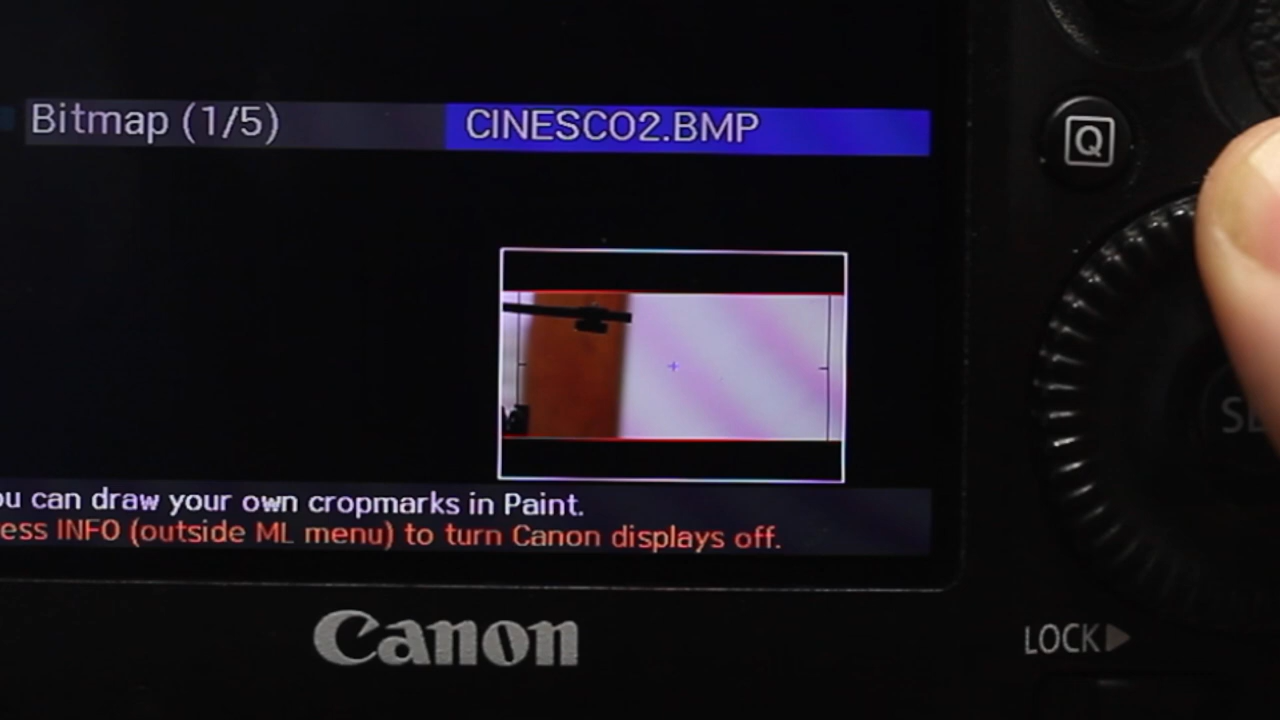 Bitmap (1/5) CINESCO2.BMP
Q
ou can draw your own cropmarks in Paint.
ess INFO (outside ML menu) to turn Canon displays off.
SE
Canon
LOCK